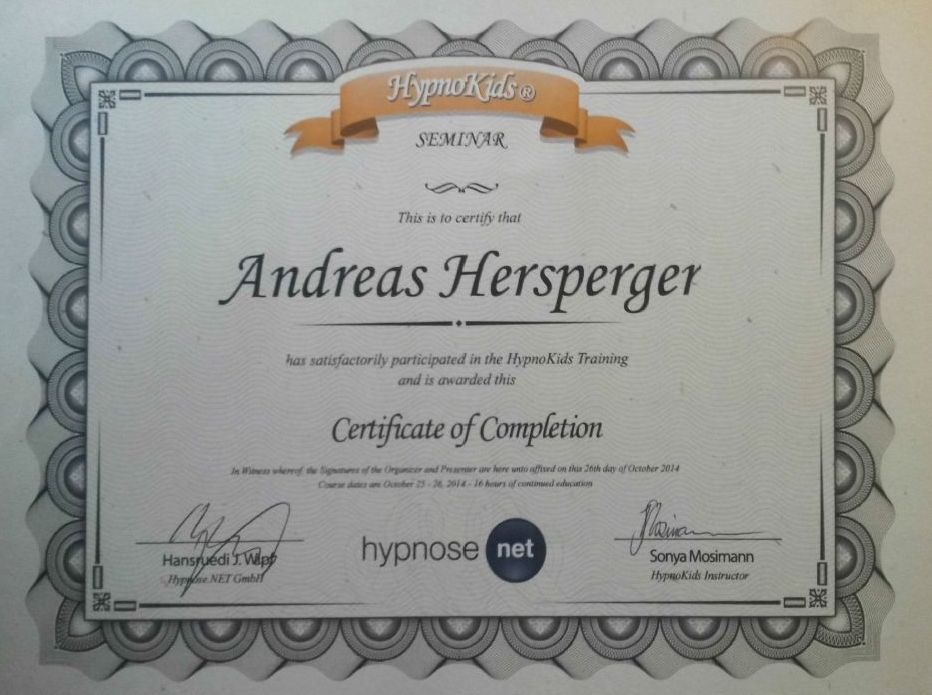 HypnoKids®
SEMINAR
This is to certify that
Andreas Hersperger
has satisfactorily participated in the HypnoKids Training
and is awarded this
Certificate of Completion
In Witness whereof, the Signatures of the Organizer and Presenter are here unto affixed on this 26th day of October 2014
Course dates are October 25 - 26, 2014 - 16 hours of continued education
Hansruedi J. Wipf
Hypnose.NET GmbH
hypnose net
Sonya Mosimann
HypnoKids Instructor